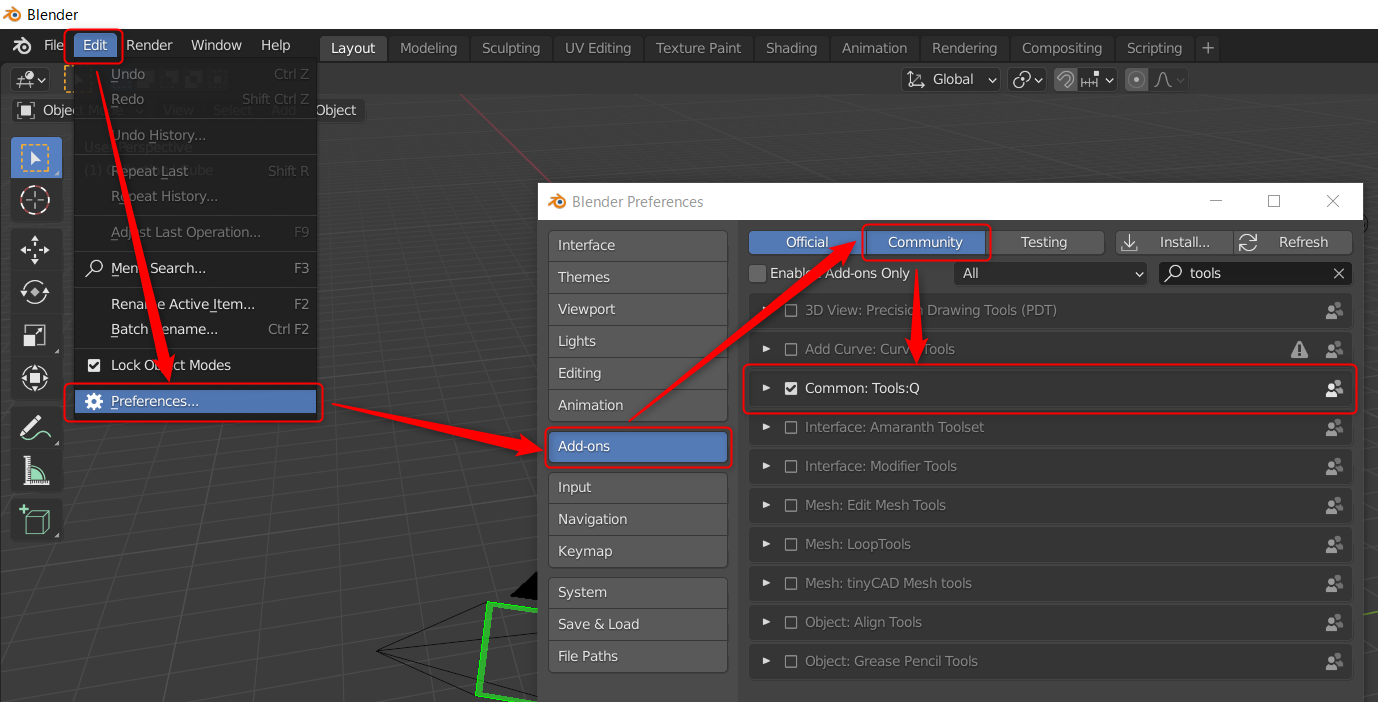 Blender
File Edit Render Window Help Layout Modeling Sculpting UV Editing Texture Paint Shading Animation Rendering Compositing Scripting +
Global
Object
View Select Add Object
Undo Ctrl Z
Redo Shift Ctrl Z
Undo History...
Repeat Last Shift R
Repeat History...
Adjust Last Operation... F9
Menu Search... F3
Rename Active Item... F2
Batch Rename... Ctrl F2
Lock Object Modes
Preferences...
Blender Preferences
Interface
Themes
Viewport
Lights
Editing
Animation
Add-ons
Input
Navigation
Keymap
System
Save & Load
File Paths
Official Community Testing Install... Refresh
Enabled Add-ons Only All tools
3D View: Precision Drawing Tools (PDT)
Add Curve: Curve Tools
Common: Tools:Q
Interface: Amaranth Toolset
Interface: Modifier Tools
Mesh: Edit Mesh Tools
Mesh: LoopTools
Mesh: tinyCAD Mesh tools
Object: Align Tools
Object: Grease Pencil Tools